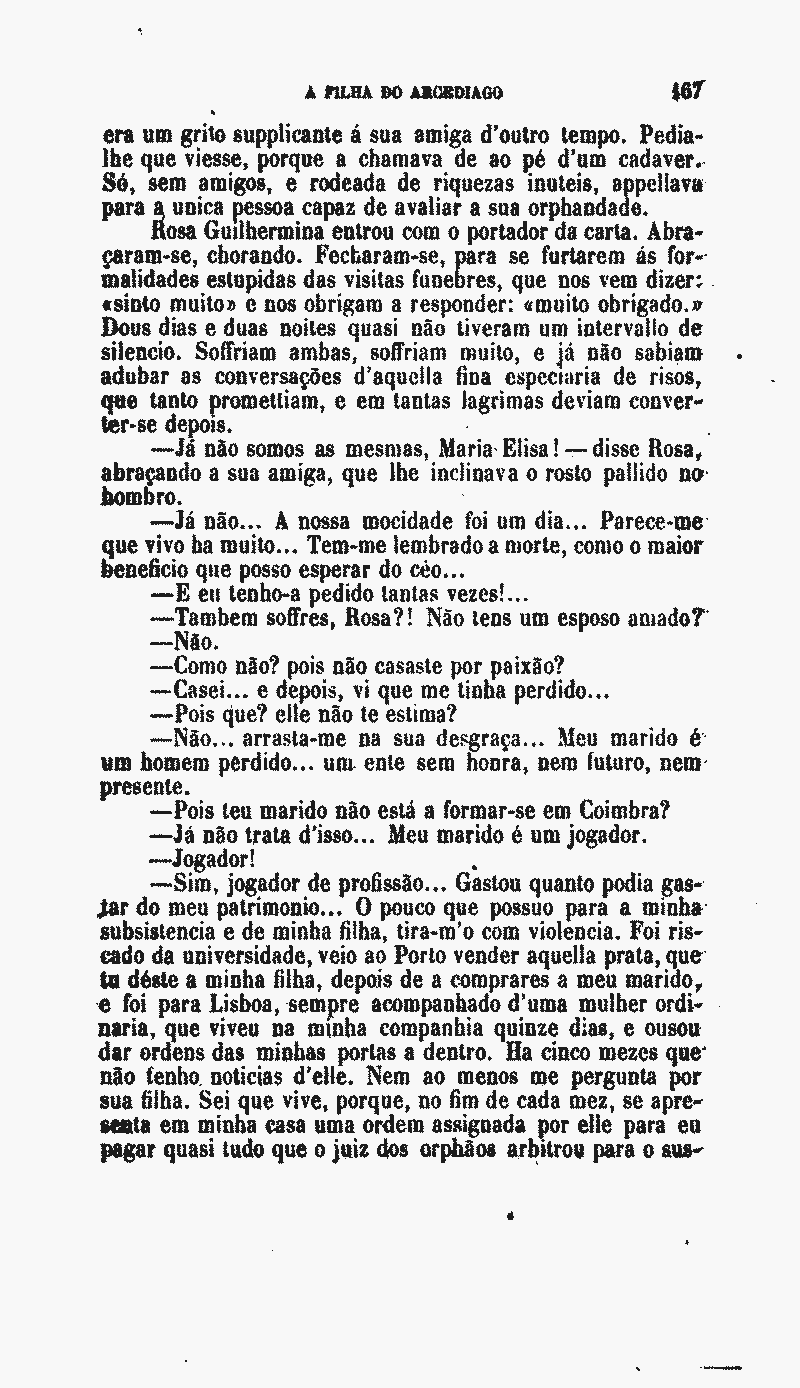 A FILHA DO ARCEDIAGO 167
era um grito supplicante á sua amiga d'outro tempo. Pedia-
lhe que viesse, porque a chamava de ao pé d'um cadaver.
Só, sem amigos, e rodeada de riquezas inuteis, appellava
para a unica pessoa capaz de avaliar a sua orphandade.
Rosa Guilhermina entrou com o portador da carta. Abra-
çaram-se, chorando. Fecharam-se, para se furtarem ás for-
malidades estupidas das visitas funebres, que nos vem dizer:
«sinto muito» e nos obrigam a responder: «muito obrigado.»
Dous dias e duas noites quasi não tiveram um intervallo de
silencio. Soffriam ambas, soffriam muito, e já não sabiam
adubar as conversações d'aquella fina especiaria de risos,
que tanto promettiam, e em tantas lagrimas deviam conver-
ter-se depois.
—Já não somos as mesmas, Maria Elisa! — disse Rosa,
abraçando a sua amiga, que lhe inclinava o rosto pallido no
hombro.
—Já não... A nossa mocidade foi um dia... Parece-me
que vivo ha muito... Tem-me lembrado a morte, como o maior
beneficio que posso esperar do céo...
—E eu tenho-a pedido tantas vezes!...
—Tambem soffres, Rosa?! Não tens um esposo amado?
—Não.
—Como não? pois não casaste por paixão?
—Casei... e depois, vi que me tinha perdido...
—Pois que? elle não te estima?
—Não... arrasta-me na sua desgraça... Meu marido é
um homem perdido... um ente sem honra, nem futuro, nem
presente.
—Pois teu marido não está a formar-se em Coimbra?
—Já não trata d'isso... Meu marido é um jogador.
—Jogador!
—Sim, jogador de profissão... Gastou quanto podia gas-
tar do meu patrimonio... O pouco que possuo para a minha
subsistencia e de minha filha, tira-m'o com violencia. Foi ris-
cado da universidade, veio ao Porto vender aquella prata, que
tu déste a minha filha, depois de a comprares a meu marido,
e foi para Lisboa, sempre acompanhado d'uma mulher ordi-
naria, que viveu na minha companhia quinze dias, e ousou
dar ordens das minhas portas a dentro. Ha cinco mezes que
não tenho noticias d'elle. Nem ao menos me pergunta por
sua filha. Sei que vive, porque, no fim de cada mez, se apre-
senta em minha casa uma ordem assignada por elle para eu
pagar quasi tudo que o juiz dos orphãos arbitrou para o sus-